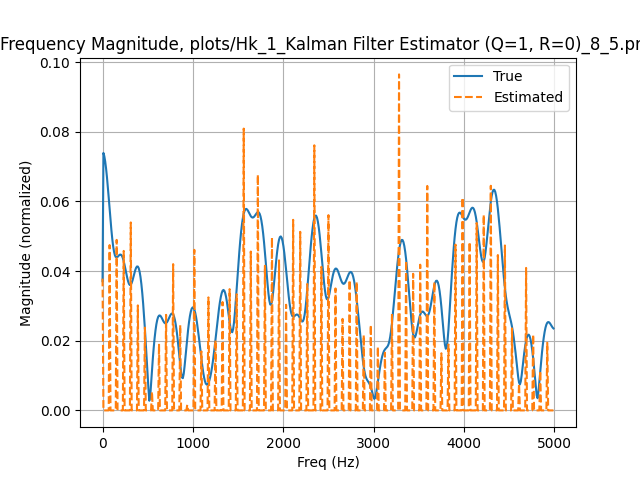 Frequency Magnitude, plots/Hk_1_Kalman Filter Estimator (Q=1, R=0)_8_5.pr
True
Estimated
0.10
0.08
0.06
0.04
0.02
0.00
Magnitude (normalized)
0
1000
2000
3000
4000
5000
Freq (Hz)